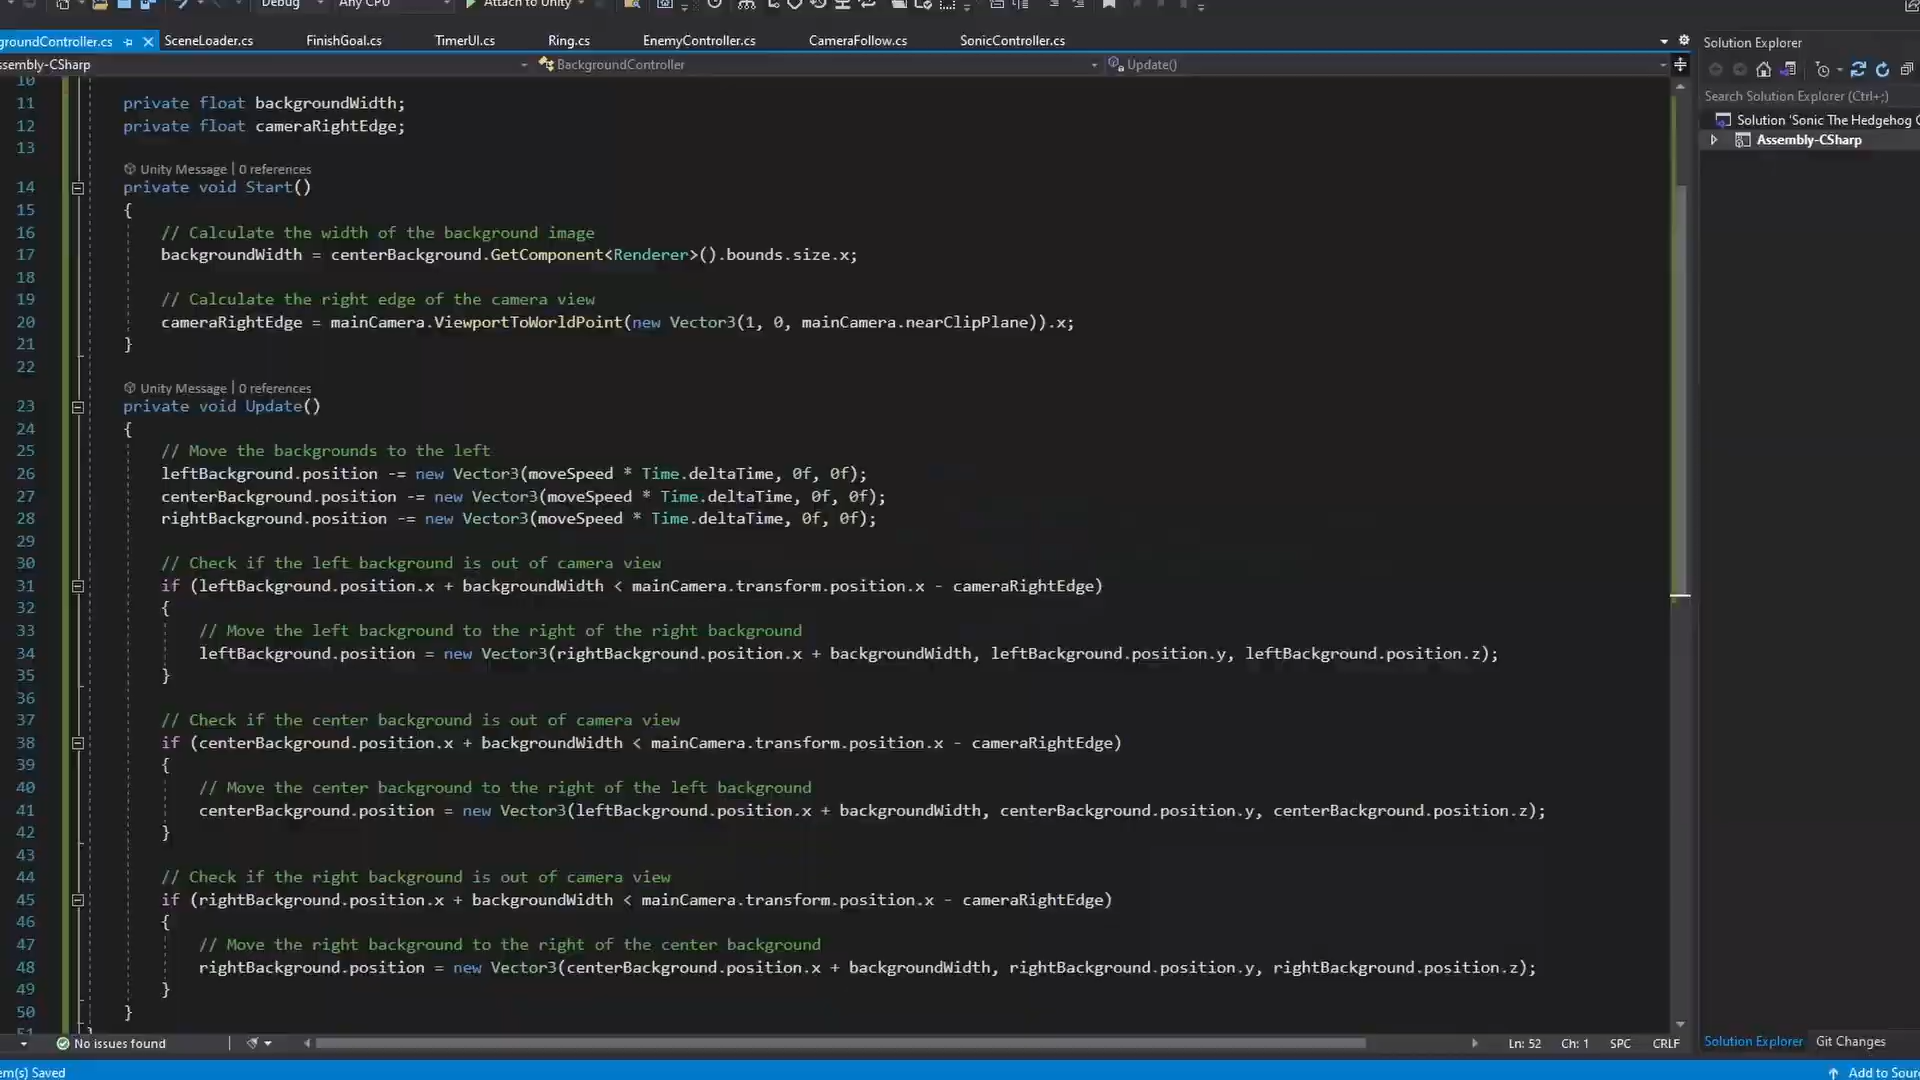 Debug
Any CPU
Attach to Unity
groundController.cs
SceneLoader.cs
FinishGoal.cs
TimerUI.cs
Ring.cs
EnemyController.cs
CameraFollow.cs
SonicController.cs
Solution Explorer
ssembly-CSharp
BackgroundController
Update()
Search Solution Explorer (Ctrl+;)
Solution 'Sonic The Hedgehog
Assembly-CSharp
10
11 private float backgroundWidth;
12 private float cameraRightEdge;
13
Unity Message | 0 references
14 private void Start()
15 {
16 // Calculate the width of the background image
17 backgroundWidth = centerBackground.GetComponent<Renderer>().bounds.size.x;
18
19 // Calculate the right edge of the camera view
20 cameraRightEdge = mainCamera.ViewportToWorldPoint(new Vector3(1, 0, mainCamera.nearClipPlane)).x;
21 }
22
Unity Message | 0 references
23 private void Update()
24 {
25 // Move the backgrounds to the left
26 leftBackground.position -= new Vector3(moveSpeed * Time.deltaTime, 0f, 0f);
27 centerBackground.position -= new Vector3(moveSpeed * Time.deltaTime, 0f, 0f);
28 rightBackground.position -= new Vector3(moveSpeed * Time.deltaTime, 0f, 0f);
29
30 // Check if the left background is out of camera view
31 if (leftBackground.position.x + backgroundWidth < mainCamera.transform.position.x - cameraRightEdge)
32 {
33 // Move the left background to the right of the right background
34 leftBackground.position = new Vector3(rightBackground.position.x + backgroundWidth, leftBackground.position.y, leftBackground.position.z);
35 }
36
37 // Check if the center background is out of camera view
38 if (centerBackground.position.x + backgroundWidth < mainCamera.transform.position.x - cameraRightEdge)
39 {
40 // Move the center background to the right of the left background
41 centerBackground.position = new Vector3(leftBackground.position.x + backgroundWidth, centerBackground.position.y, centerBackground.position.z);
42 }
43
44 // Check if the right background is out of camera view
45 if (rightBackground.position.x + backgroundWidth < mainCamera.transform.position.x - cameraRightEdge)
46 {
47 // Move the right background to the right of the center background
48 rightBackground.position = new Vector3(centerBackground.position.x + backgroundWidth, rightBackground.position.y, rightBackground.position.z);
49 }
50 }
51 }
No issues found
Ln: 52
Ch: 1
SPC
CRLF
Solution Explorer
Git Changes
em(s) Saved
Add to Sour